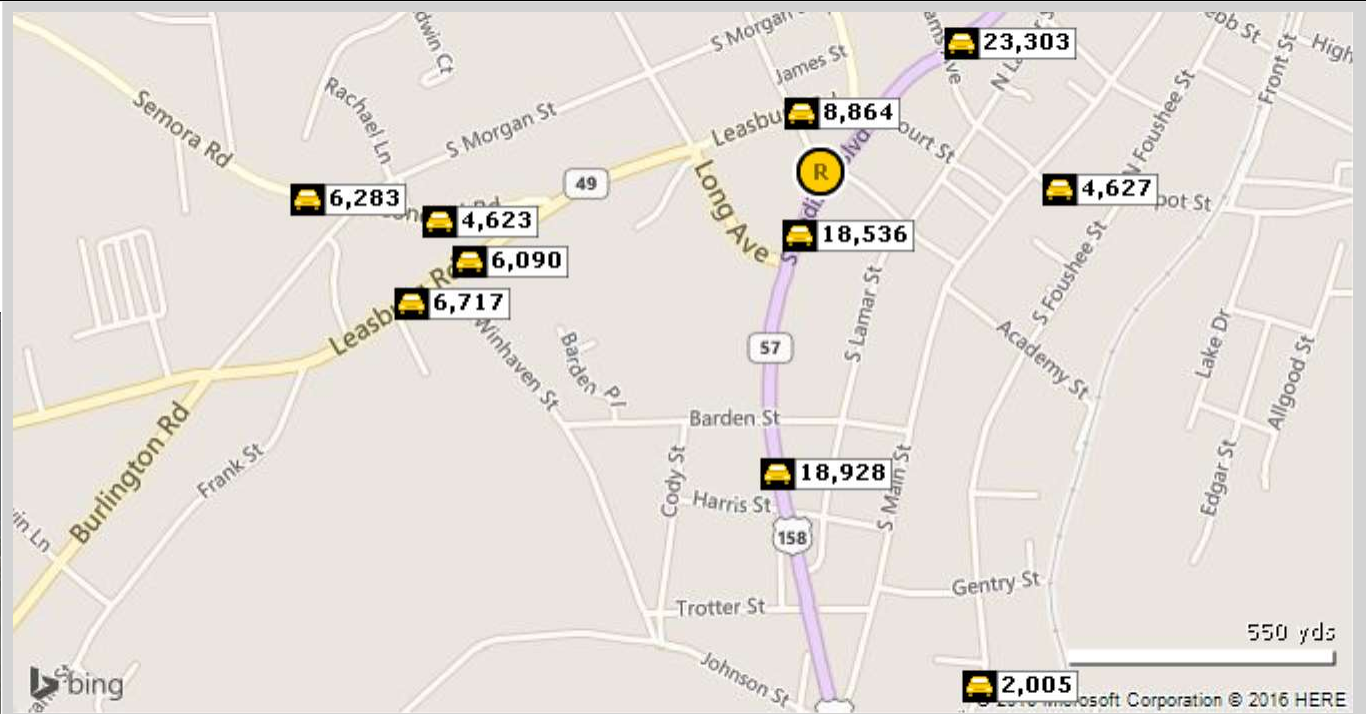 23,303
High
Front St
S Morgan
James St
8,864
Semora Rd
Rachael Ln
S Morgan St
Court St
N Foushee St
49
Long Ave
R
6,283
4,623
4,627
18,536
6,090
6,717
Winhaven St
Barden Pl
57
S Lamar St
S Foushee St
Academy St
Lake Dr
Allgood St
Barden St
Burlington Rd
Frank St
Cody St
18,928
Harris St
S Main St
Edgar St
158
Gentry St
Trotter St
550 yds
Johnson St
bing
2,005
Corporation © 2016 HERE